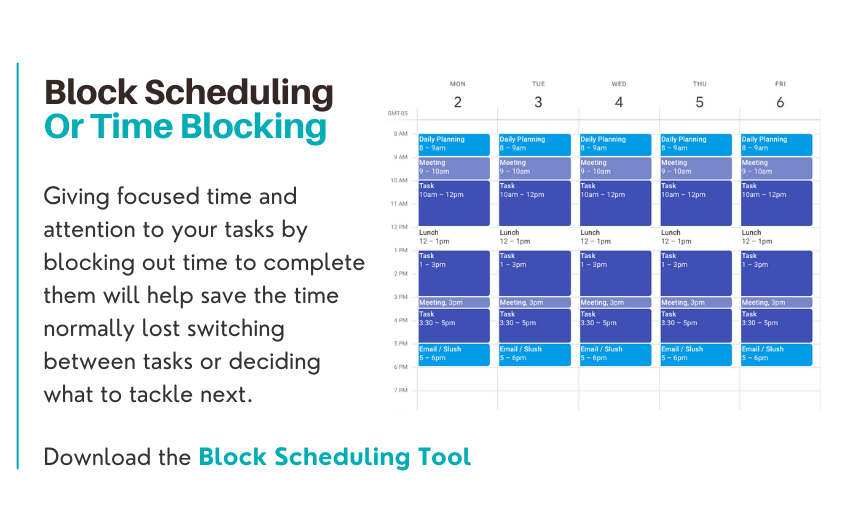 Block Scheduling
Or Time Blocking
Giving focused time and
attention to your tasks by
blocking out time to complete
them will help save the time
normally lost switching
between tasks or deciding
what to tackle next.
Download the Block Scheduling Tool
MON TUE WED THU FRI
2 3 4 5 6
GMT-05
8 AM
Daily Planning Daily Planning Daily Planning Daily Planning Daily Planning
8 – 9am 8 – 9am 8 – 9am 8 – 9am 8 – 9am
9 AM
Meeting Meeting Meeting Meeting Meeting
9 – 10am 9 – 10am 9 – 10am 9 – 10am 9 – 10am
10 AM
Task Task Task Task Task
10am – 12pm 10am – 12pm 10am – 12pm 10am – 12pm 10am – 12pm
11 AM
12 PM
Lunch Lunch Lunch Lunch Lunch
12 – 1pm 12 – 1pm 12 – 1pm 12 – 1pm 12 – 1pm
1 PM
Task Task Task Task Task
1 – 3pm 1 – 3pm 1 – 3pm 1 – 3pm 1 – 3pm
2 PM
3 PM
Meeting, 3pm Meeting, 3pm Meeting, 3pm Meeting, 3pm Meeting, 3pm
Task Task Task Task Task
3:30 – 5pm 3:30 – 5pm 3:30 – 5pm 3:30 – 5pm 3:30 – 5pm
4 PM
5 PM
Email / Slush Email / Slush Email / Slush Email / Slush Email / Slush
5 – 6pm 5 – 6pm 5 – 6pm 5 – 6pm 5 – 6pm
6 PM
7 PM